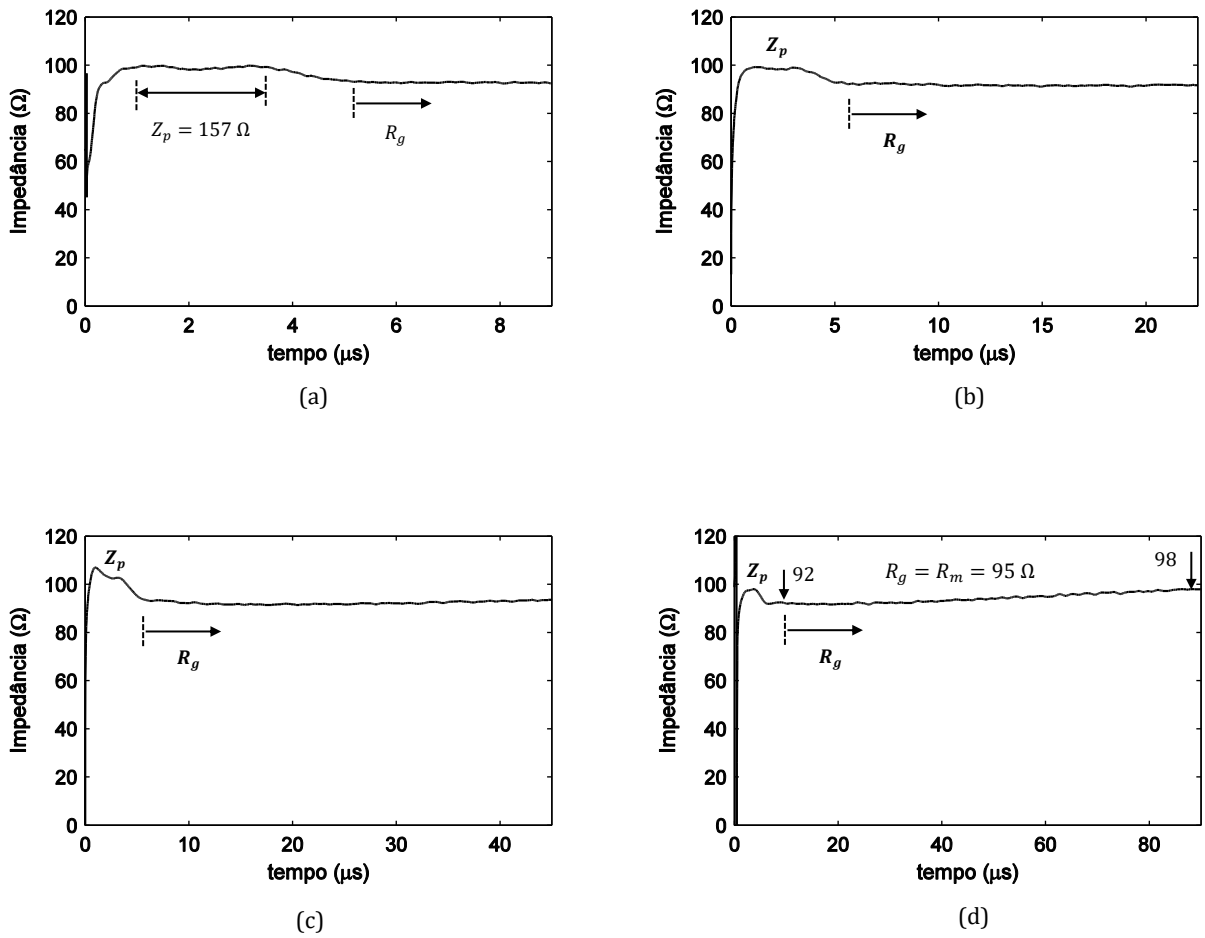 Impedância (Ω)
120
100
80
60
40
20
0
Z_p = 157 Ω
R_g
0 2 4 6 8
tempo (μs)
(a)
Impedância (Ω)
120
100
80
60
40
20
0
Z_p
R_g
0 5 10 15 20
tempo (μs)
(b)
Impedância (Ω)
120
100
80
60
40
20
0
Z_p
R_g
0 10 20 30 40
tempo (μs)
(c)
Impedância (Ω)
120
100
80
60
40
20
0
Z_p
92
R_g = R_m = 95 Ω
98
R_g
0 20 40 60 80
tempo (μs)
(d)